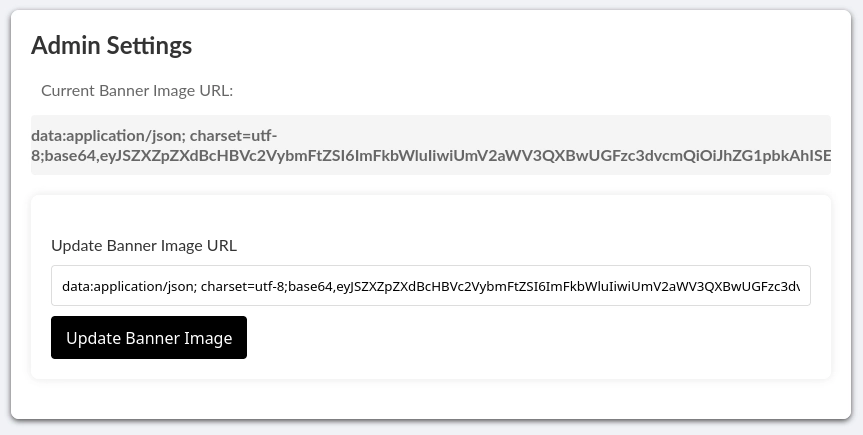 Admin Settings
Current Banner Image URL:
data:application/json; charset=utf-
8;base64,eyJSZXZpZXdBcHBVc2VybmFtZSI6ImFkbWluIiwiUmV2aWV3QXBwUGFzc3dvcmQiOiJhZG1pbkAhISE
Update Banner Image URL
data:application/json; charset=utf-8;base64,eyJSZXZpZXdBcHBVc2VybmFtZSI6ImFkbWluIiwiUmV2aWV3QXBwUGFzc3dv
Update Banner Image